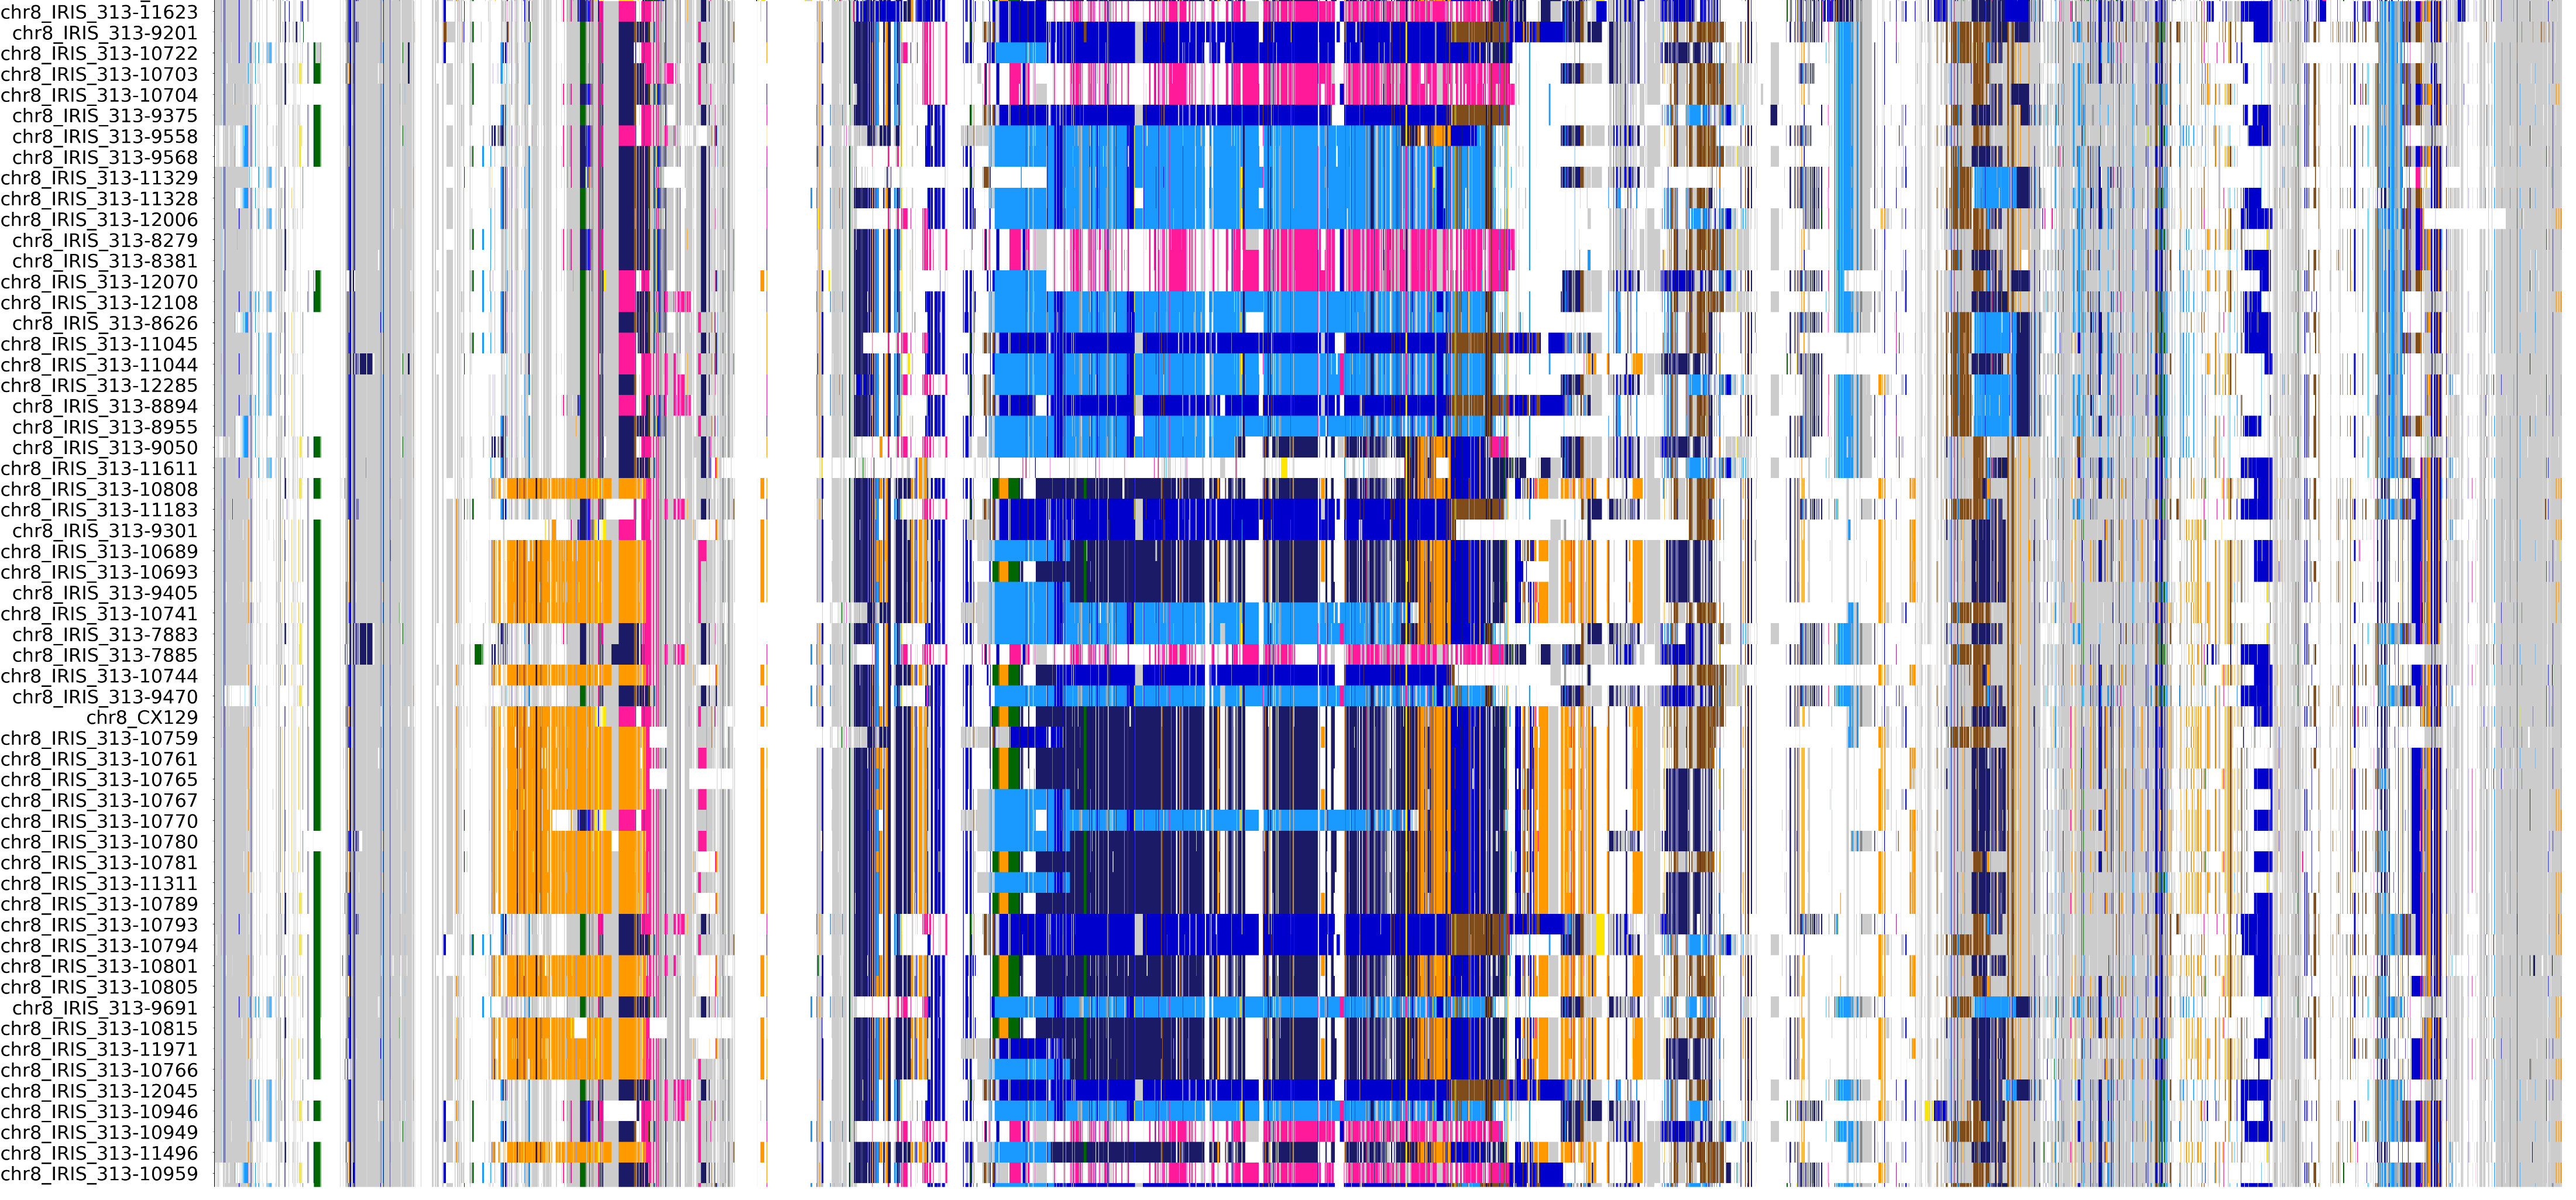 chr8_IRIS_313-11623
chr8_IRIS_313-9201
chr8_IRIS_313-10722
chr8_IRIS_313-10703
chr8_IRIS_313-10704
chr8_IRIS_313-9375
chr8_IRIS_313-9558
chr8_IRIS_313-9568
chr8_IRIS_313-11329
chr8_IRIS_313-11328
chr8_IRIS_313-12006
chr8_IRIS_313-8279
chr8_IRIS_313-8381
chr8_IRIS_313-12070
chr8_IRIS_313-12108
chr8_IRIS_313-8626
chr8_IRIS_313-11045
chr8_IRIS_313-11044
chr8_IRIS_313-12285
chr8_IRIS_313-8894
chr8_IRIS_313-8955
chr8_IRIS_313-9050
chr8_IRIS_313-11611
chr8_IRIS_313-10808
chr8_IRIS_313-11183
chr8_IRIS_313-9301
chr8_IRIS_313-10689
chr8_IRIS_313-10693
chr8_IRIS_313-9405
chr8_IRIS_313-10741
chr8_IRIS_313-7883
chr8_IRIS_313-7885
chr8_IRIS_313-10744
chr8_IRIS_313-9470
chr8_CX129
chr8_IRIS_313-10759
chr8_IRIS_313-10761
chr8_IRIS_313-10765
chr8_IRIS_313-10767
chr8_IRIS_313-10770
chr8_IRIS_313-10780
chr8_IRIS_313-10781
chr8_IRIS_313-11311
chr8_IRIS_313-10789
chr8_IRIS_313-10793
chr8_IRIS_313-10794
chr8_IRIS_313-10801
chr8_IRIS_313-10805
chr8_IRIS_313-9691
chr8_IRIS_313-10815
chr8_IRIS_313-11971
chr8_IRIS_313-10766
chr8_IRIS_313-12045
chr8_IRIS_313-10946
chr8_IRIS_313-10949
chr8_IRIS_313-11496
chr8_IRIS_313-10959